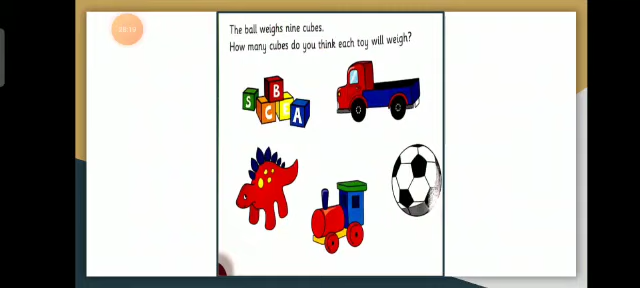 The ball weighs nine cubes.
How many cubes do you think each toy will weigh?
B
S
C
A